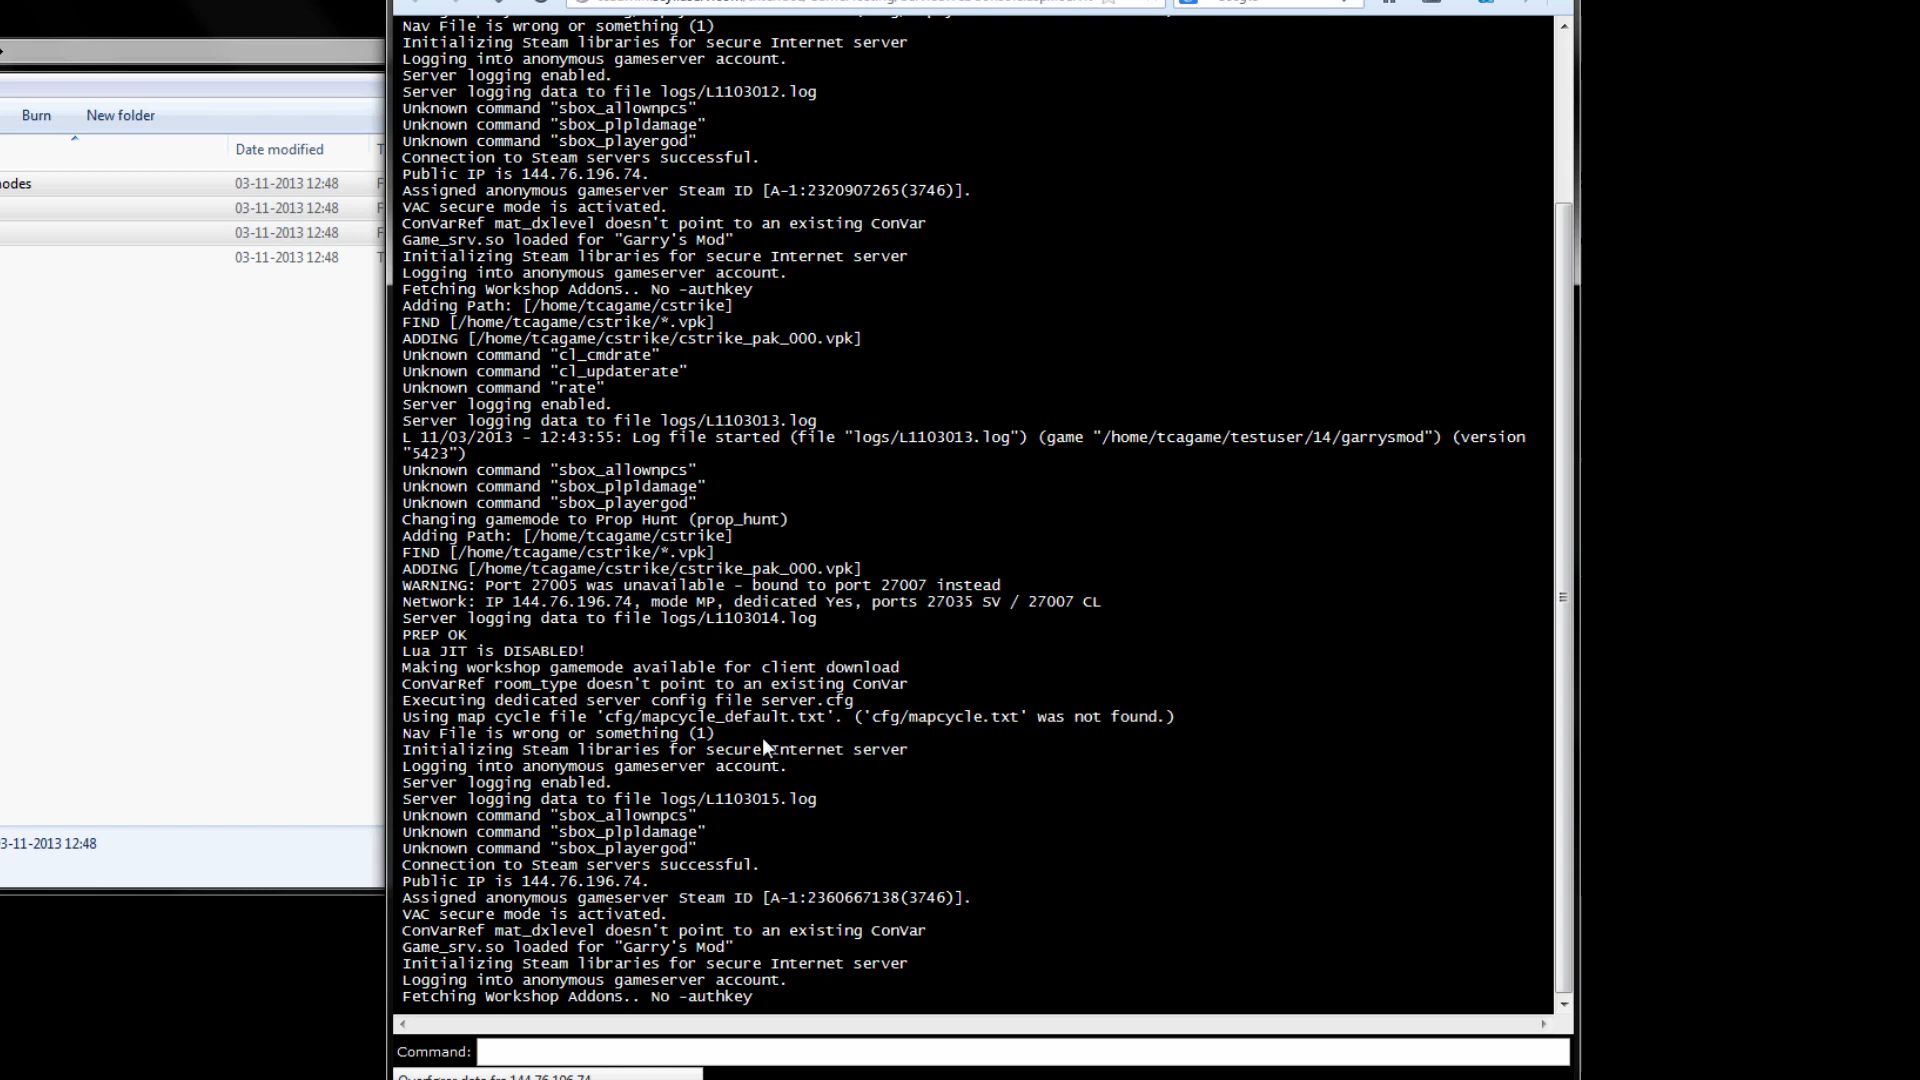 Nav File is wrong or something (1)
Initializing Steam libraries for secure Internet server
Logging into anonymous gameserver account.
Server logging enabled.
Server logging data to file logs/L1103012.log
Unknown command "sbox_allownpcs"
Unknown command "sbox_plpldamage"
Unknown command "sbox_playergod"
Connection to Steam servers successful.
Public IP is 144.76.196.74.
Assigned anonymous gameserver Steam ID [A-1:2320907265(3746)].
VAC secure mode is activated.
ConVarRef mat_dxlevel doesn't point to an existing ConVar
Game_srv.so loaded for "Garry's Mod"
Initializing Steam libraries for secure Internet server
Logging into anonymous gameserver account.
Fetching Workshop Addons.. No -authkey
Adding Path: [/home/tcagame/cstrike]
FIND [/home/tcagame/cstrike/*.vpk]
ADDING [/home/tcagame/cstrike/cstrike_pak_000.vpk]
Unknown command "cl_cmdrate"
Unknown command "cl_updaterate"
Unknown command "rate"
Server logging enabled.
Server logging data to file logs/L1103013.log
L 11/03/2013 - 12:43:55: Log file started (file "logs/L1103013.log") (game "/home/tcagame/testuser/14/garrysmod") (version
"5423")
Unknown command "sbox_allownpcs"
Unknown command "sbox_plpldamage"
Unknown command "sbox_playergod"
Changing gamemode to Prop Hunt (prop_hunt)
Adding Path: [/home/tcagame/cstrike]
FIND [/home/tcagame/cstrike/*.vpk]
ADDING [/home/tcagame/cstrike/cstrike_pak_000.vpk]
WARNING: Port 27005 was unavailable - bound to port 27007 instead
Network: IP 144.76.196.74, mode MP, dedicated Yes, ports 27035 SV / 27007 CL
Server logging data to file logs/L1103014.log
PREP OK
Lua JIT is DISABLED!
Making workshop gamemode available for client download
ConVarRef room_type doesn't point to an existing ConVar
Executing dedicated server config file server.cfg
Using map cycle file 'cfg/mapcycle_default.txt'. ('cfg/mapcycle.txt' was not found.)
Nav File is wrong or something (1)
Initializing Steam libraries for secure Internet server
Logging into anonymous gameserver account.
Server logging enabled.
Server logging data to file logs/L1103015.log
Unknown command "sbox_allownpcs"
Unknown command "sbox_plpldamage"
Unknown command "sbox_playergod"
Connection to Steam servers successful.
Public IP is 144.76.196.74.
Assigned anonymous gameserver Steam ID [A-1:2360667138(3746)].
VAC secure mode is activated.
ConVarRef mat_dxlevel doesn't point to an existing ConVar
Game_srv.so loaded for "Garry's Mod"
Initializing Steam libraries for secure Internet server
Logging into anonymous gameserver account.
Fetching Workshop Addons.. No -authkey
Command:
Burn New folder
Date modified T
nodes 03-11-2013 12:48 F
03-11-2013 12:48 F
03-11-2013 12:48 F
03-11-2013 12:48 T
3-11-2013 12:48